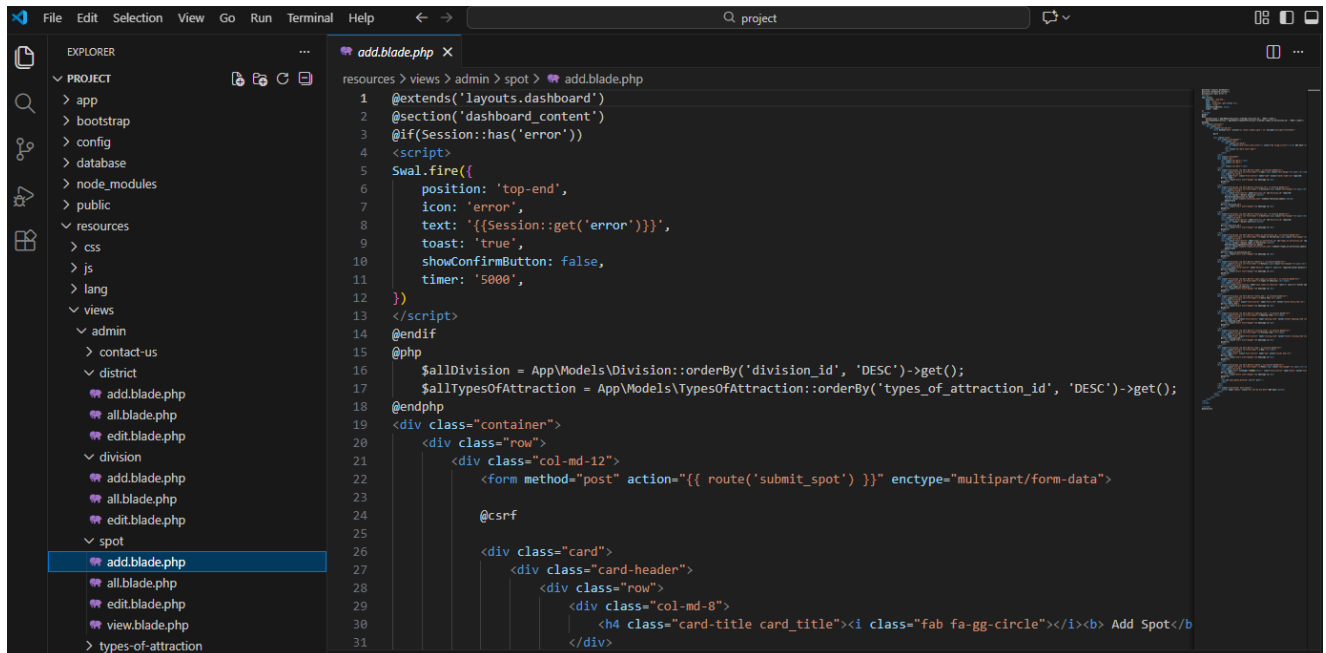 File Edit Selection View Go Run Terminal Help
project
EXPLORER
PROJECT
app
bootstrap
config
database
node_modules
public
resources
css
js
lang
views
admin
contact-us
district
add.blade.php
all.blade.php
edit.blade.php
division
add.blade.php
all.blade.php
edit.blade.php
spot
add.blade.php
all.blade.php
edit.blade.php
view.blade.php
types-of-attraction
add.blade.php
resources > views > admin > spot > add.blade.php
1 @extends('layouts.dashboard')
2 @section('dashboard_content')
3 @if(Session::has('error'))
4 <script>
5 Swal.fire({
6     position: 'top-end',
7     icon: 'error',
8     text: '{{Session::get('error')}}',
9     toast: 'true',
10     showConfirmButton: false,
11     timer: '5000',
12 })
13 </script>
14 @endif
15 @php
16     $allDivision = App\Models\Division::orderBy('division_id', 'DESC')->get();
17     $allTypesOfAttraction = App\Models\TypesOfAttraction::orderBy('types_of_attraction_id', 'DESC')->get();
18 @endphp
19 <div class="container">
20     <div class="row">
21         <div class="col-md-12">
22             <form method="post" action="{{ route('submit_spot') }}" enctype="multipart/form-data">
23
24             @csrf
25
26             <div class="card">
27                 <div class="card-header">
28                     <div class="row">
29                         <div class="col-md-8">
30                             <h4 class="card-title card_title"><i class="fab fa-gg-circle"></i><b> Add Spot</b
31                         </div>